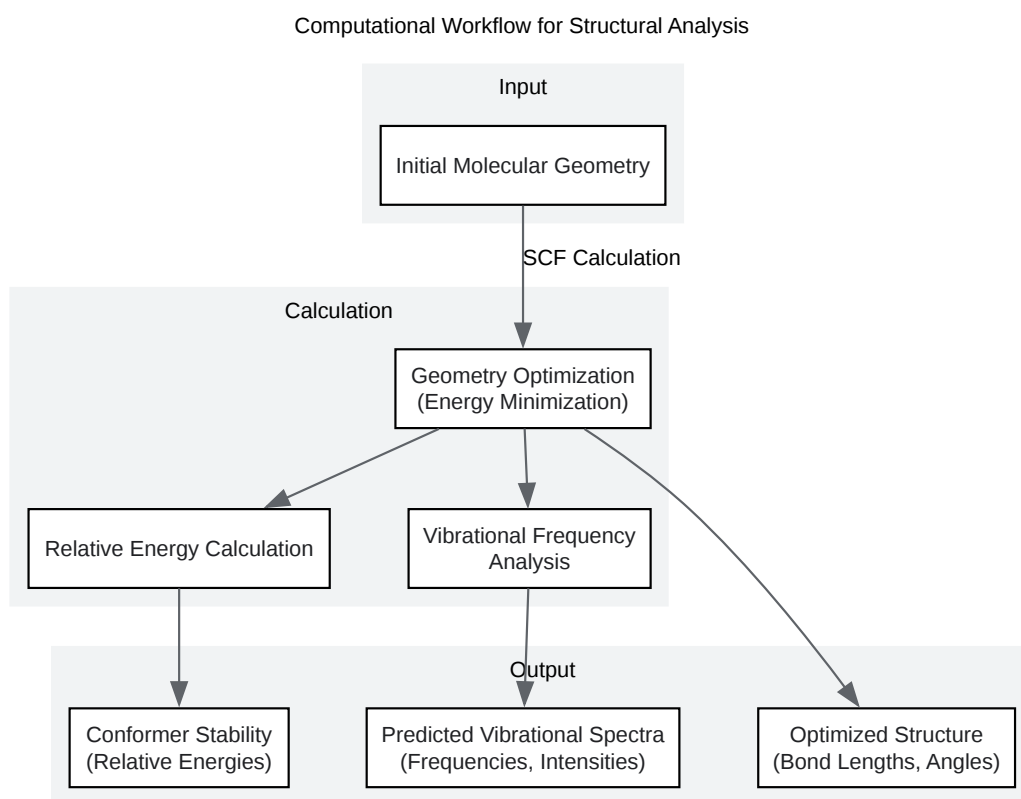 Computational Workflow for Structural Analysis
Input
Initial Molecular Geometry
SCF Calculation
Calculation
Geometry Optimization
(Energy Minimization)
Relative Energy Calculation
Vibrational Frequency
Analysis
Output
Conformer Stability
(Relative Energies)
Predicted Vibrational Spectra
(Frequencies, Intensities)
Optimized Structure
(Bond Lengths, Angles)